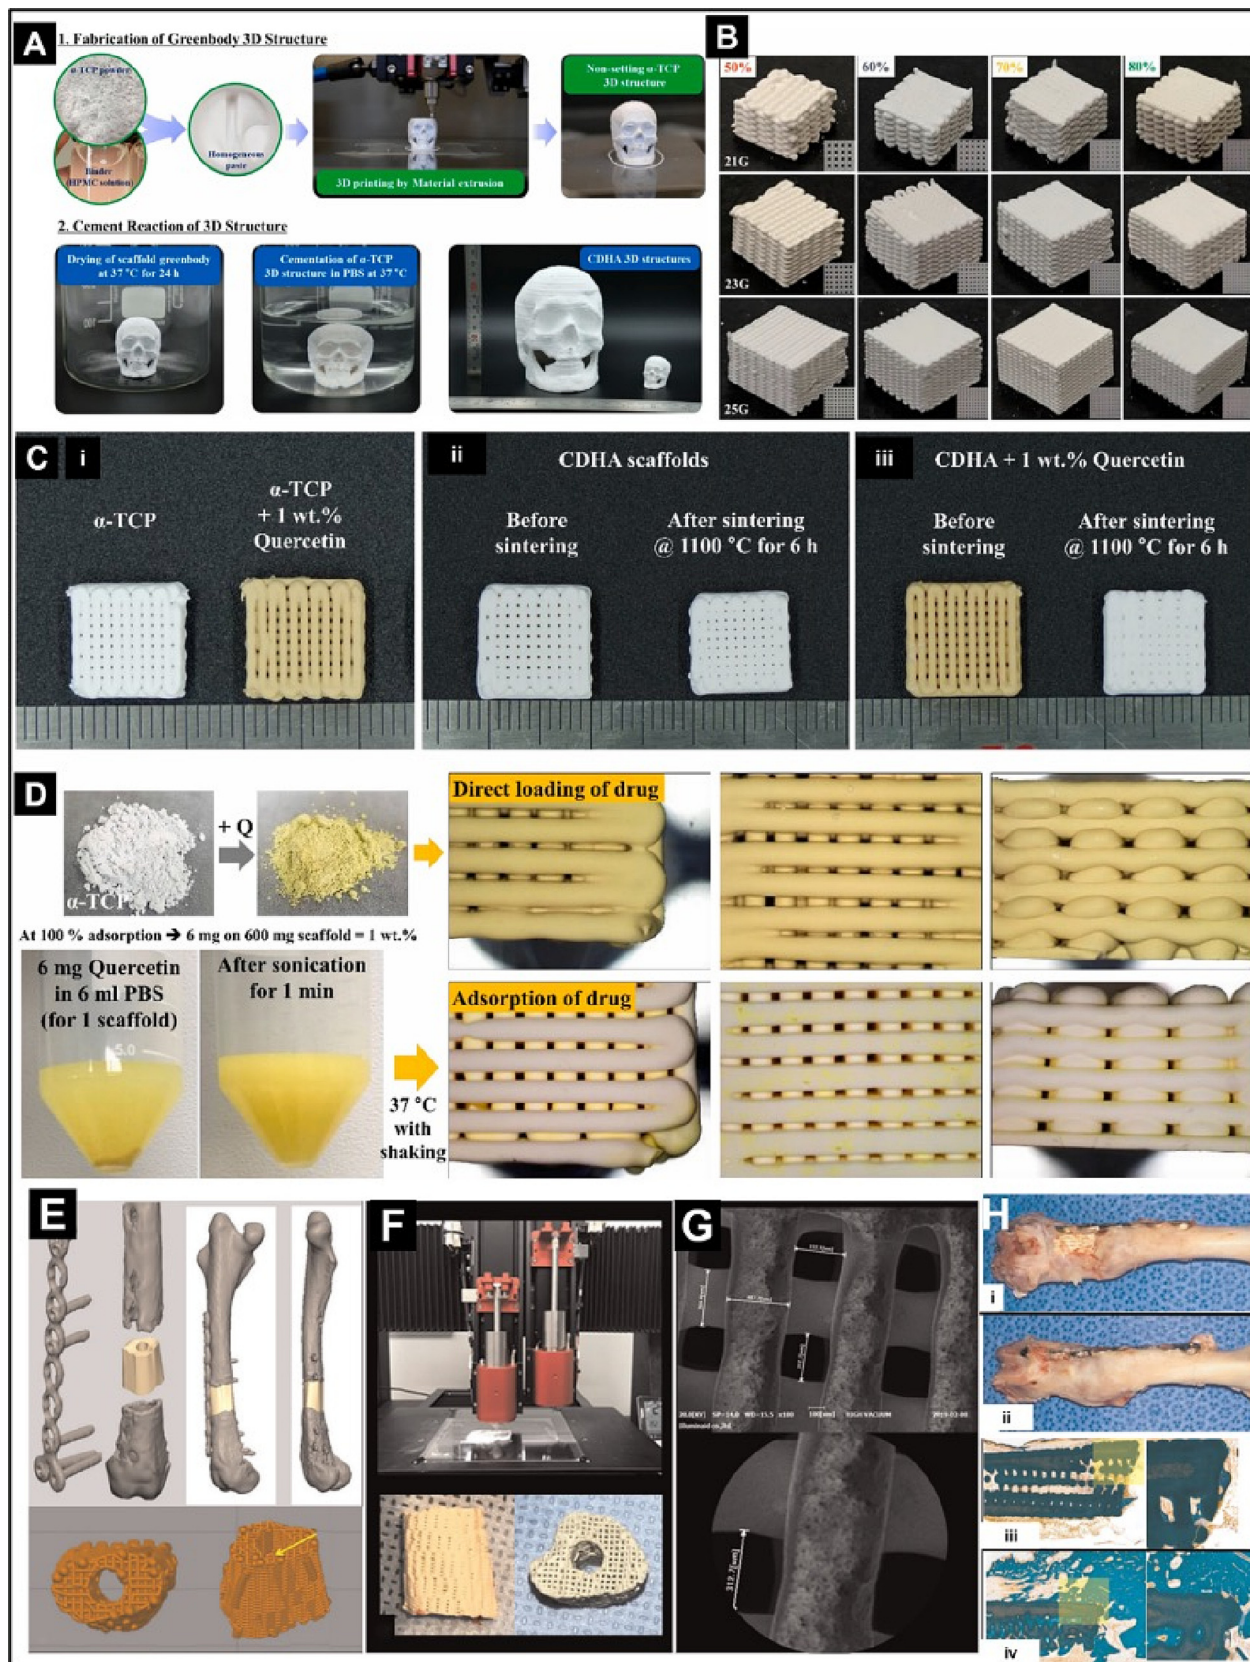 A
1. Fabrication of Greenbody 3D Structure
α-TCP powder
Binder
(HPMC solution)
Homogeneous
paste
3D printing by Material extrusion
Non-setting α-TCP
3D structure
2. Cement Reaction of 3D Structure
Drying of scaffold greenbody
at 37 °C for 24 h
Cementation of α-TCP
3D structure in PBS at 37°C
CDHA 3D structures
B
50%
60%
70%
80%
21G
23G
25G
C
i
α-TCP
α-TCP
+ 1 wt.%
Quercetin
ii
CDHA scaffolds
Before
sintering
After sintering
@ 1100 °C for 6 h
iii
CDHA + 1 wt.% Quercetin
Before
sintering
After sintering
@ 1100 °C for 6 h
D
α-TCP
+ Q
At 100 % adsorption → 6 mg on 600 mg scaffold = 1 wt.%
6 mg Quercetin
in 6 ml PBS
(for 1 scaffold)
5.0
After sonication
for 1 min
37 °C
with
shaking
Direct loading of drug
Adsorption of drug
E
F
G
312.7[um]
H
i
ii
iii
iv